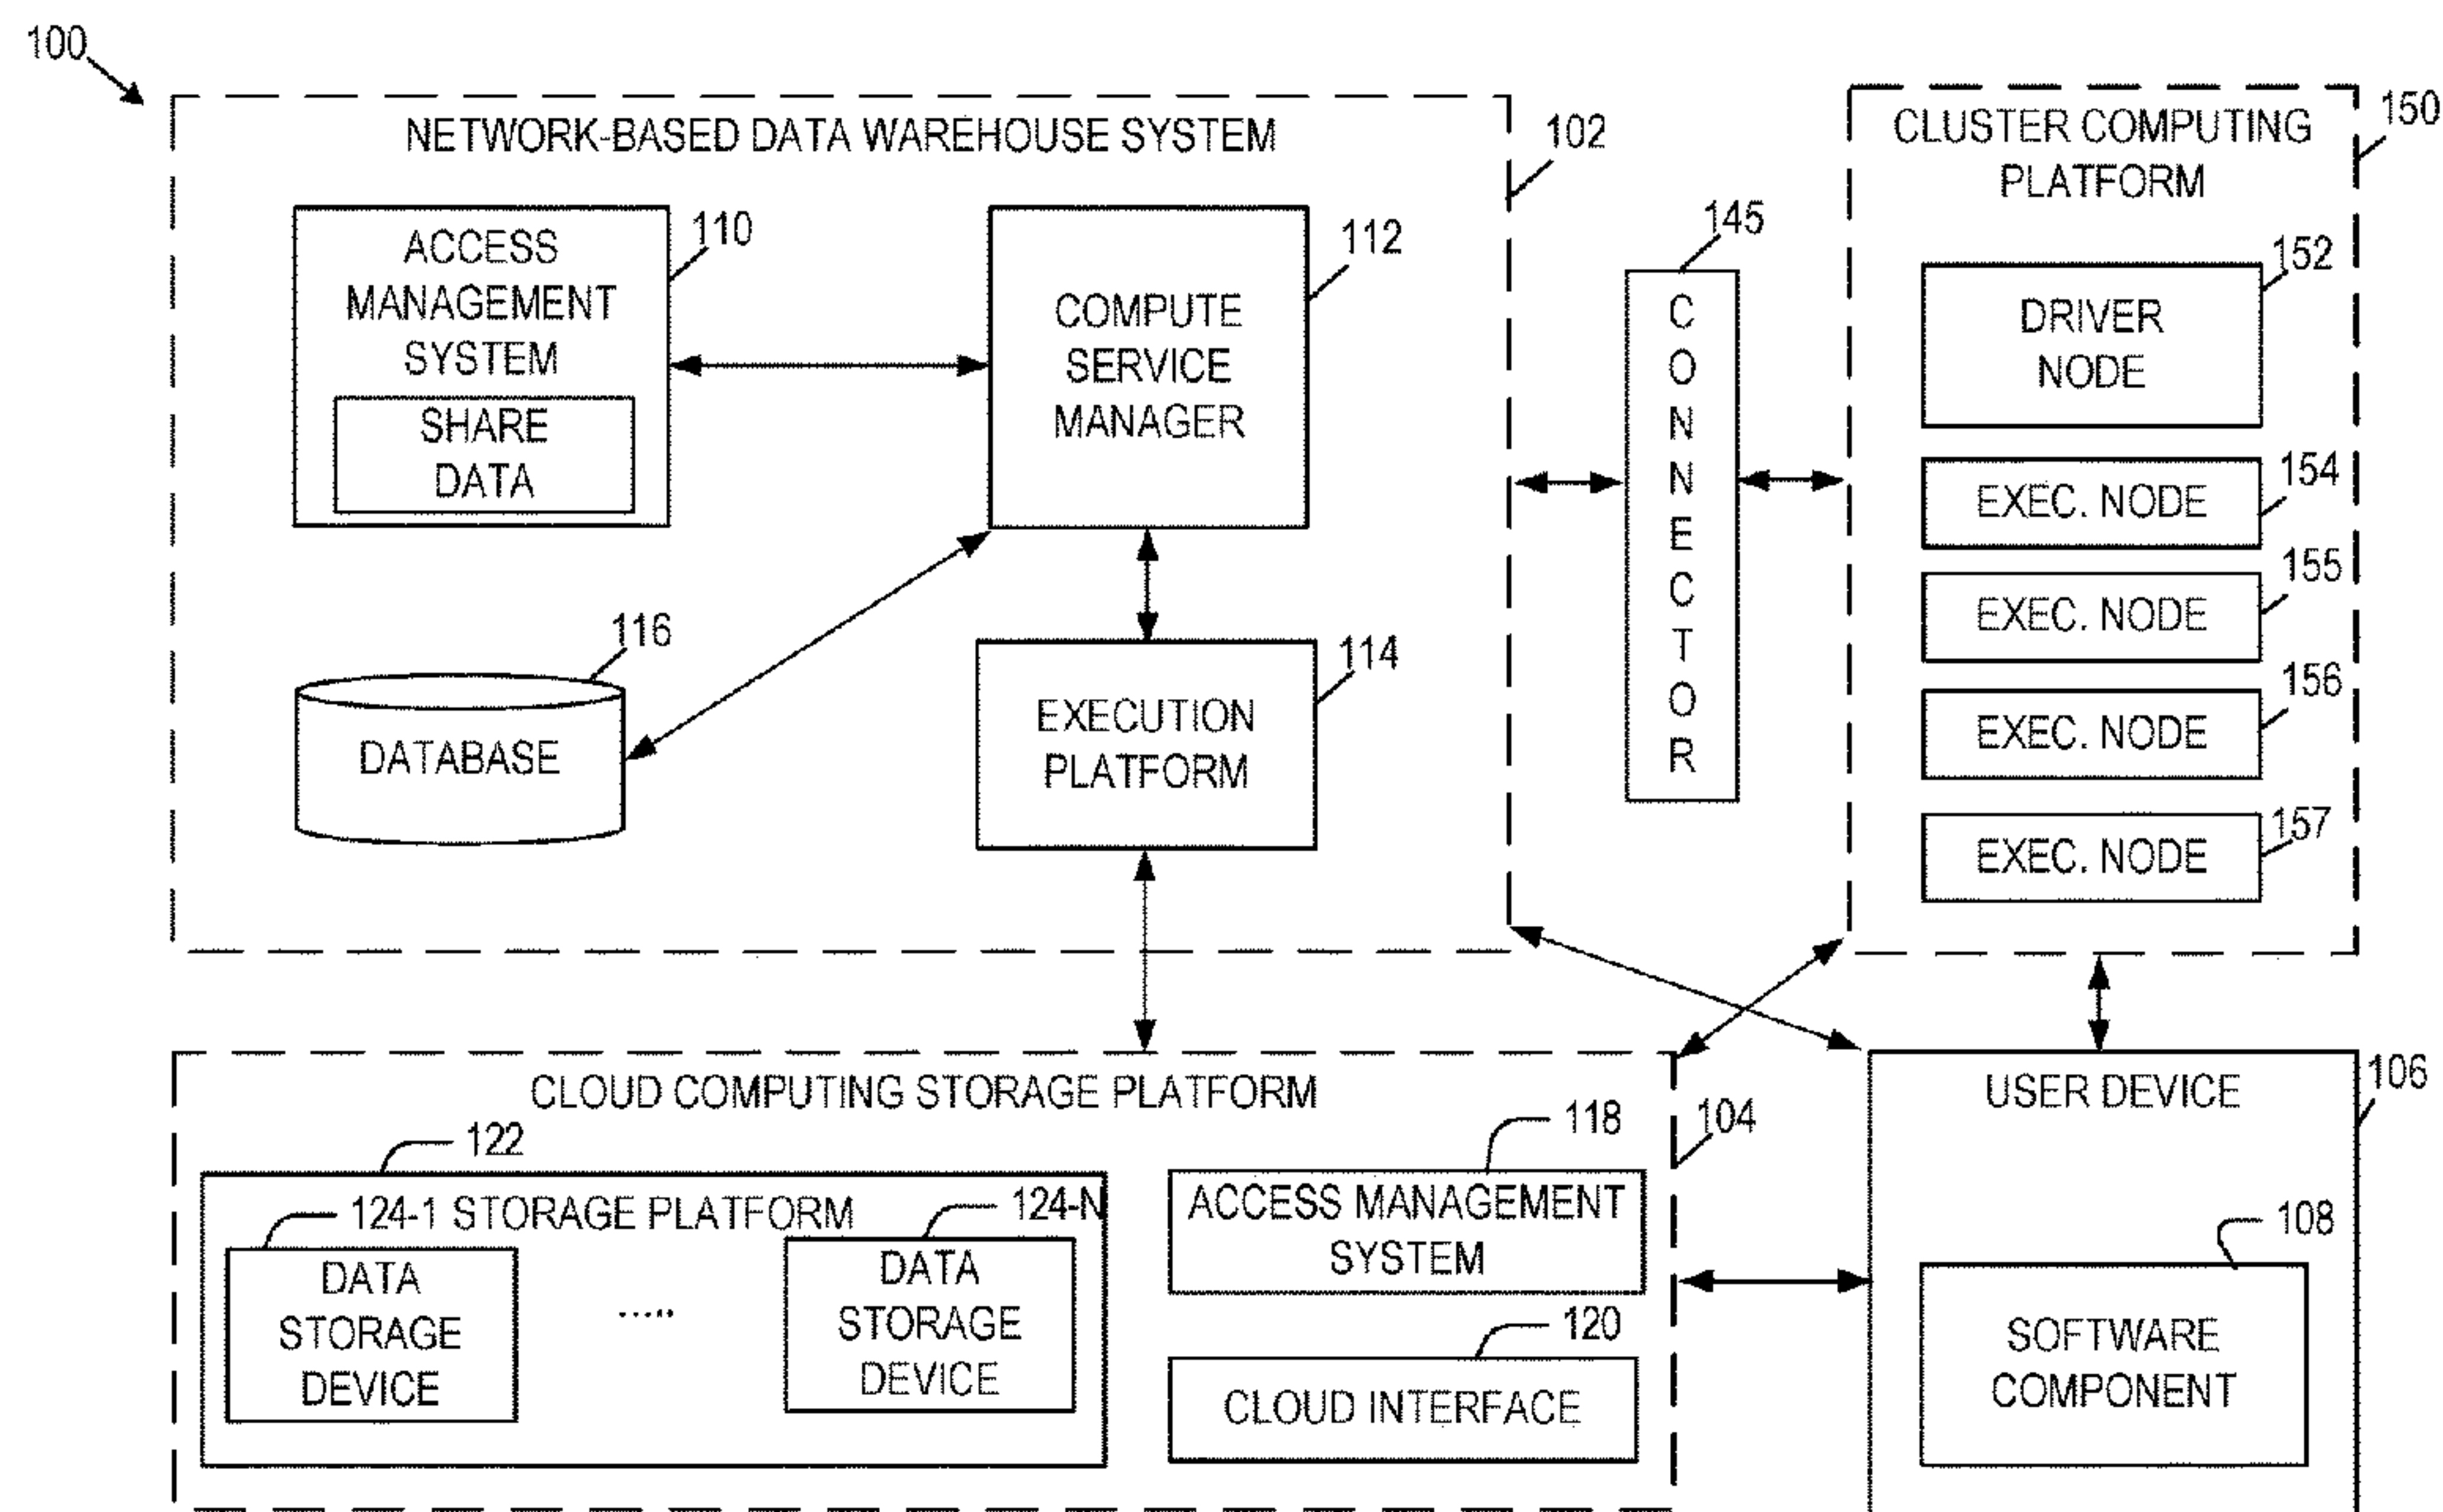 100
NETWORK-BASED DATA WAREHOUSE SYSTEM
102
ACCESS
MANAGEMENT
SYSTEM
110
SHARE
DATA
COMPUTE
SERVICE
MANAGER
112
116
DATABASE
EXECUTION
PLATFORM
114
145
C
O
N
N
E
C
T
O
R
CLUSTER COMPUTING
PLATFORM
150
152
DRIVER
NODE
154
EXEC. NODE
155
EXEC. NODE
156
EXEC. NODE
157
EXEC. NODE
CLOUD COMPUTING STORAGE PLATFORM
104
122
124-1 STORAGE PLATFORM
124-N
DATA
STORAGE
DEVICE
.....
DATA
STORAGE
DEVICE
118
ACCESS MANAGEMENT
SYSTEM
120
CLOUD INTERFACE
USER DEVICE
106
108
SOFTWARE
COMPONENT